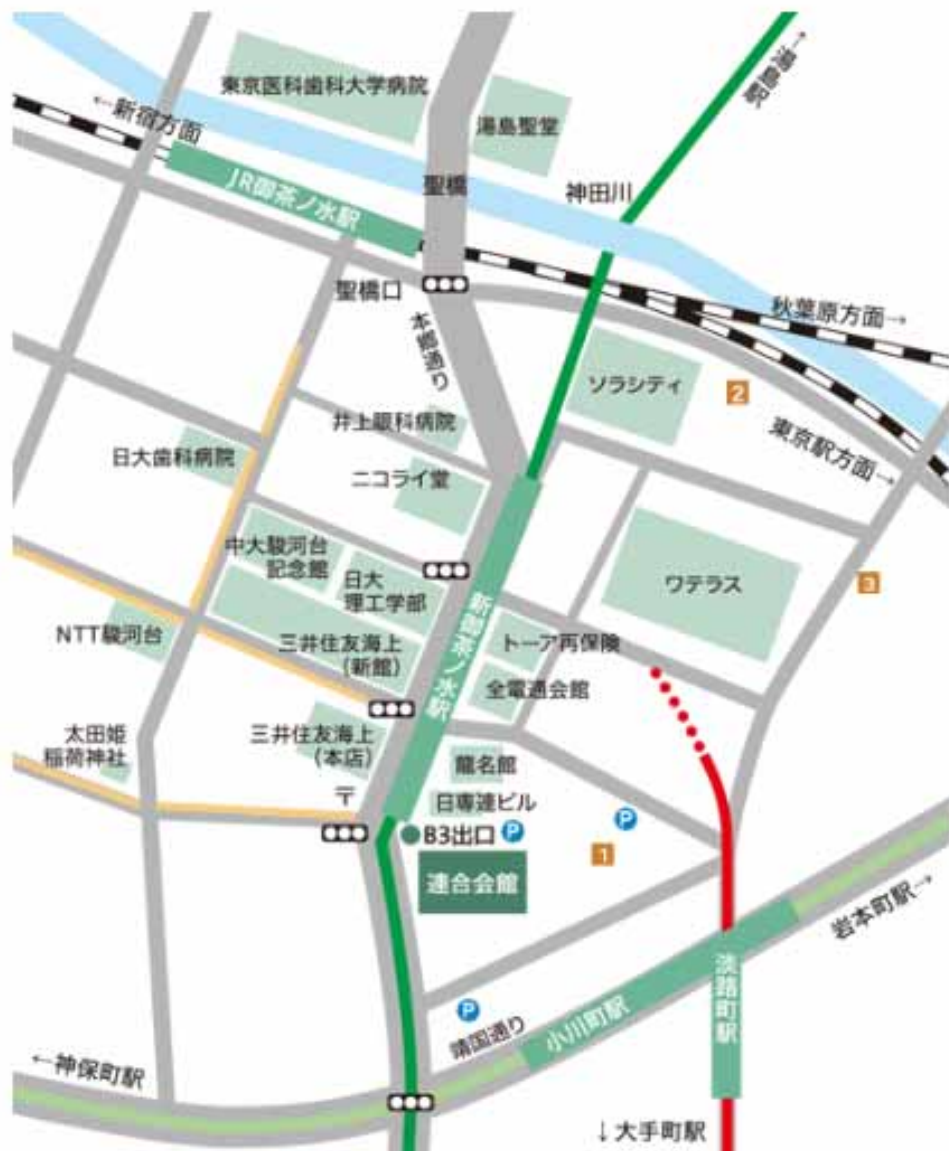 東京医科歯科大学病院
湯島聖堂
←湯島駅
←新宿方面
JR御茶ノ水駅
聖橋
神田川
聖橋口
本郷通り
秋葉原方面→
ソラシティ
2
東京駅方面→
井上眼科病院
日大歯科病院
ニコライ堂
中大駿河台
記念館
日大
理工学部
ワテラス
3
新御茶ノ水駅
NTT駿河台
三井住友海上
(新館)
トーア再保険
全電通会館
太田姫
稲荷神社
三井住友海上
(本店)
龍名館
〒
日専連ビル
B3出口
P
P
1
連合会館
岩本町駅→
淡路町駅
P
靖国通り
小川町駅
←神保町駅
↓大手町駅